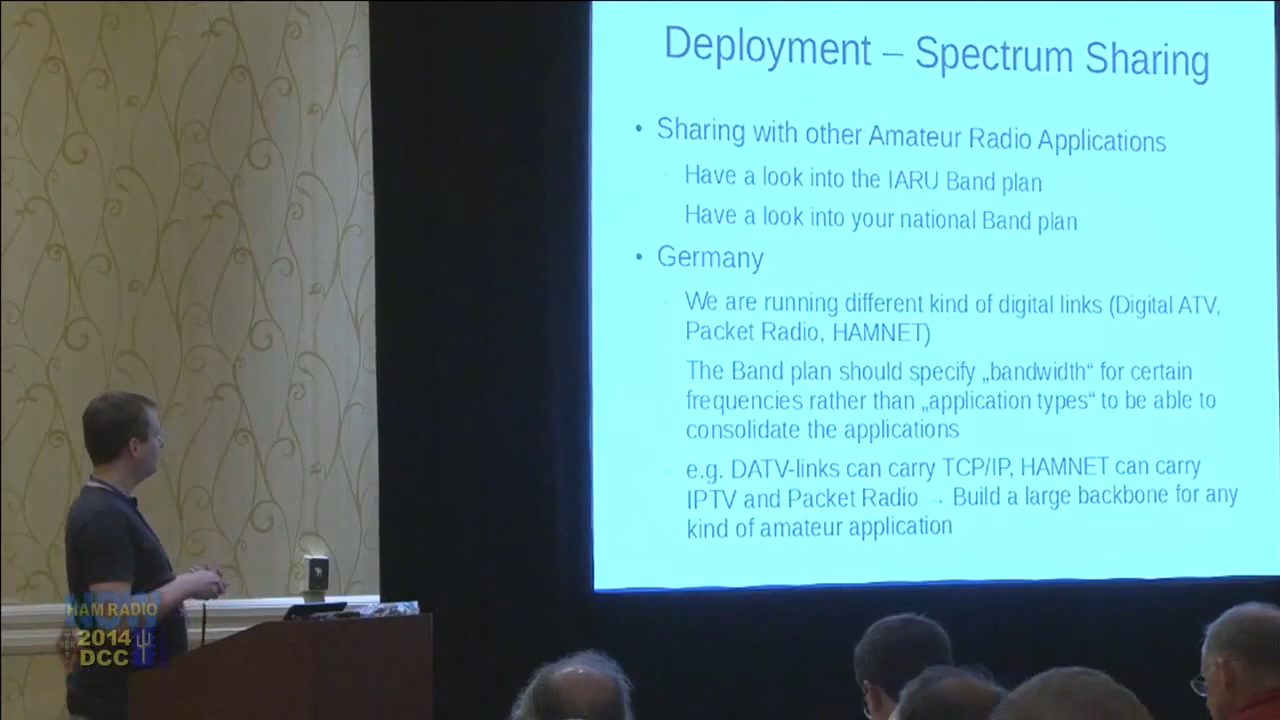 Deployment – Spectrum Sharing
• Sharing with other Amateur Radio Applications
Have a look into the IARU Band plan
Have a look into your national Band plan
• Germany
We are running different kind of digital links (Digital ATV,
Packet Radio, HAMNET)
The Band plan should specify „bandwidth“ for certain
frequencies rather than „application types“ to be able to
consolidate the applications
e.g. DATV-links can carry TCP/IP, HAMNET can carry
IPTV and Packet Radio → Build a large backbone for any
kind of amateur application
NOW
HAM RADIO
2014
DCC